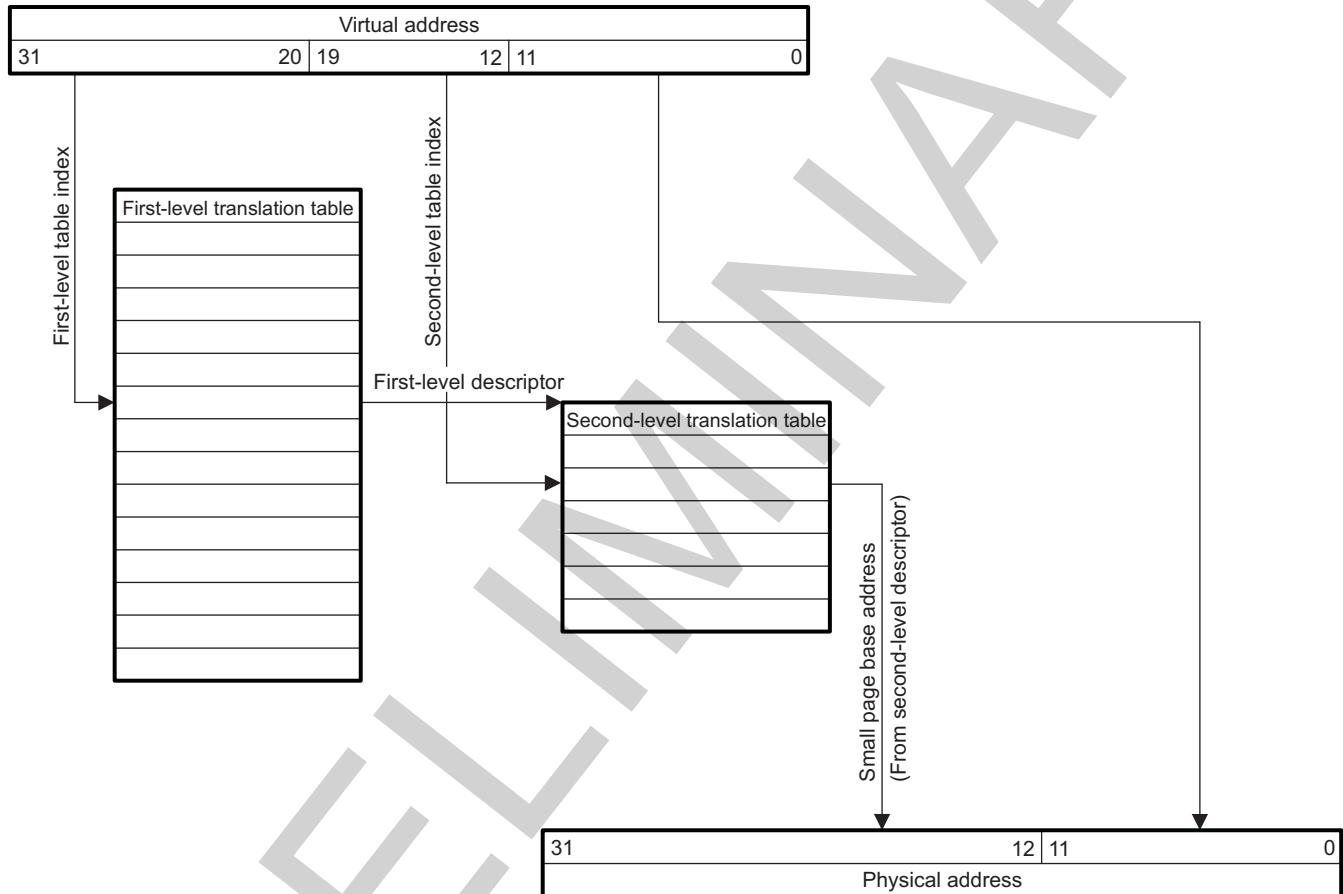 Virtual address
31 20 19 12 11 0
First-level table index
Second-level table index
First-level translation table
First-level descriptor
Second-level translation table
Small page base address
(From second-level descriptor)
31 12 11 0
Physical address
ELIMINA